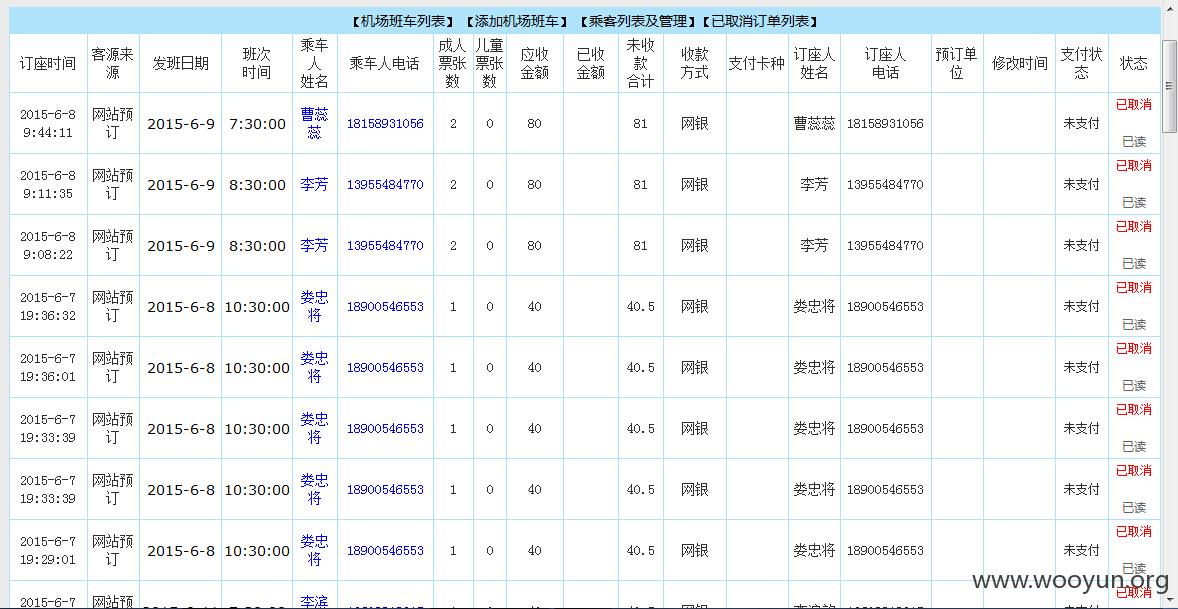 【机场班车列表】 【添加机场班车】 【乘客列表及管理】【已取消订单列表】
订座时间 客源来源 发班日期 班次时间 乘车人姓名 乘车人电话 成人票张数 儿童票张数 应收金额 已收金额 未收款合计 收款方式 支付卡种 订座人姓名 订座人电话 预订单位 修改时间 支付状态 状态
2015-6-8 9:44:11 网站预订 2015-6-9 7:30:00 曹蕊蕊 18158931056 2 0 80 81 网银 曹蕊蕊 18158931056 未支付 已取消 已读
2015-6-8 9:11:35 网站预订 2015-6-9 8:30:00 李芳 13955484770 2 0 80 81 网银 李芳 13955484770 未支付 已取消 已读
2015-6-8 9:08:22 网站预订 2015-6-9 8:30:00 李芳 13955484770 2 0 80 81 网银 李芳 13955484770 未支付 已取消 已读
2015-6-7 19:36:32 网站预订 2015-6-8 10:30:00 娄忠将 18900546553 1 0 40 40.5 网银 娄忠将 18900546553 未支付 已取消 已读
2015-6-7 19:36:01 网站预订 2015-6-8 10:30:00 娄忠将 18900546553 1 0 40 40.5 网银 娄忠将 18900546553 未支付 已取消 已读
2015-6-7 19:33:39 网站预订 2015-6-8 10:30:00 娄忠将 18900546553 1 0 40 40.5 网银 娄忠将 18900546553 未支付 已取消 已读
2015-6-7 19:33:39 网站预订 2015-6-8 10:30:00 娄忠将 18900546553 1 0 40 40.5 网银 娄忠将 18900546553 未支付 已取消 已读
2015-6-7 19:29:01 网站预订 2015-6-8 10:30:00 娄忠将 18900546553 1 0 40 40.5 网银 娄忠将 18900546553 未支付 已取消 已读
2015-6-7 网站预 李滨 已取消
www.wooyun.org